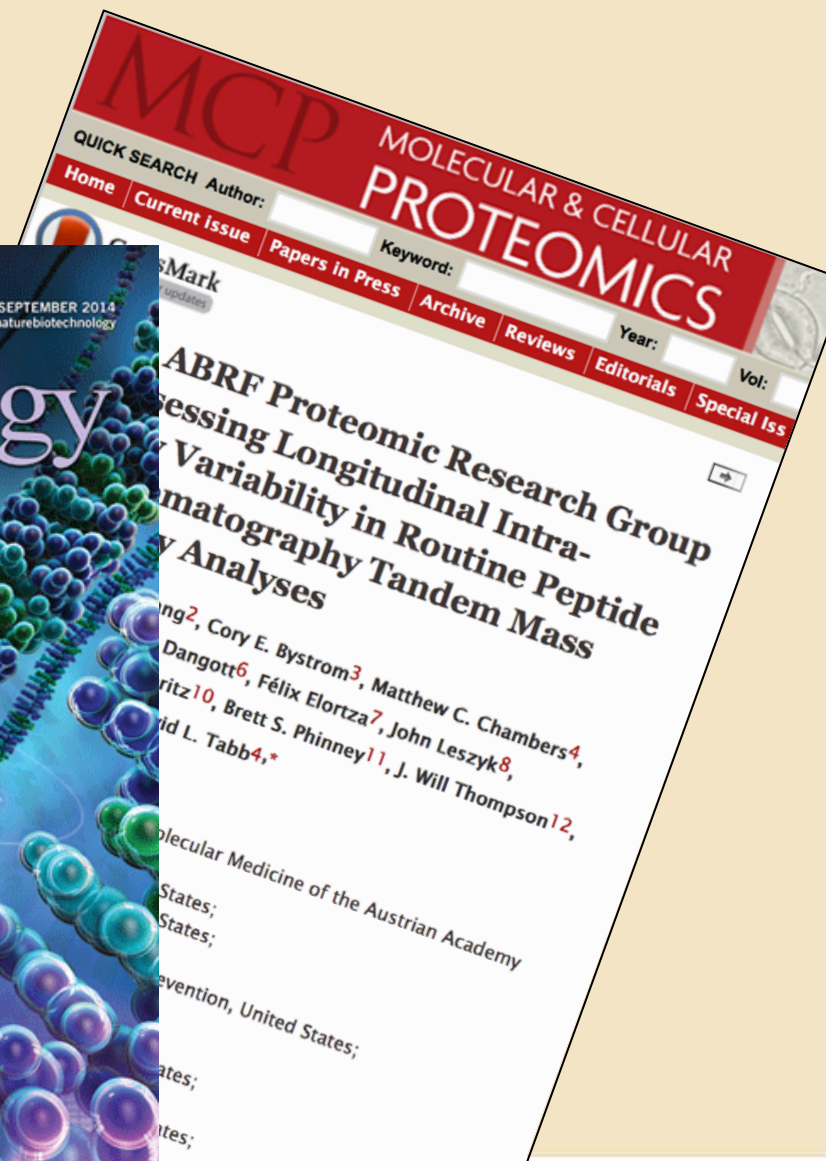 MCP
MOLECULAR & CELLULAR
PROTEOMICS
QUICK SEARCH Author: Keyword: Year: Vol:
Home Current issue Papers in Press Archive Reviews Editorials Special Iss
sMark
updates
SEPTEMBER 2014
naturebiotechnology
gy
ABRF Proteomic Research Group
sessing Longitudinal Intra-
y Variability in Routine Peptide
matography Tandem Mass
y Analyses
ng2, Cory E. Bystrom3, Matthew C. Chambers4,
Dangott6, Félix Elortza7, John Leszyk8,
ritz10, Brett S. Phinney11, J. Will Thompson12,
id L. Tabb4,*
olecular Medicine of the Austrian Academy
States;
States;
evention, United States;
ates;
ates;